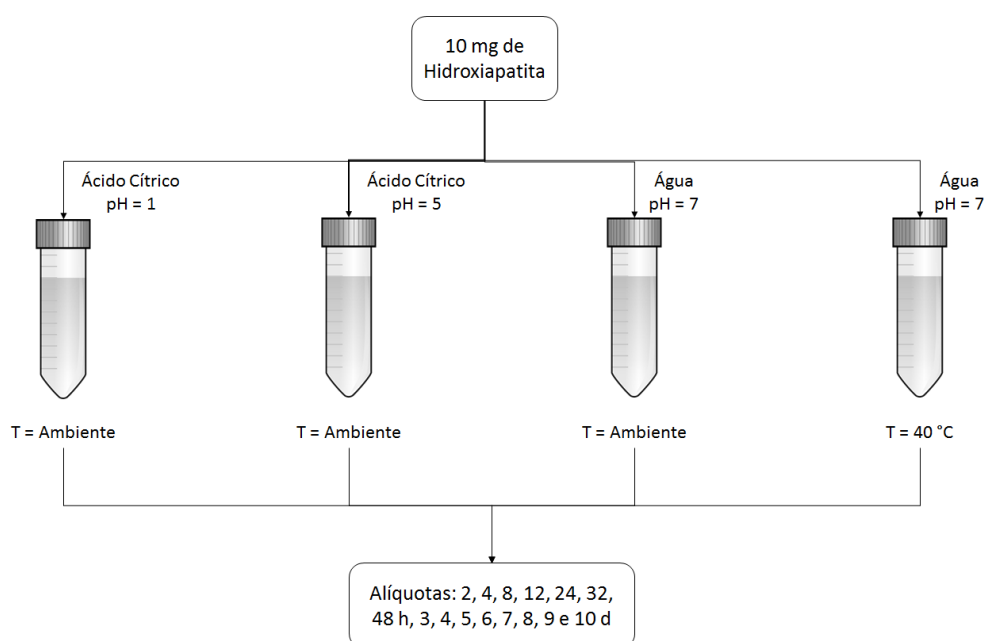 10 mg de
Hidroxiapatita
Ácido Cítrico
pH = 1
Ácido Cítrico
pH = 5
Água
pH = 7
Água
pH = 7
T = Ambiente
T = Ambiente
T = Ambiente
T = 40 °C
Alíquotas: 2, 4, 8, 12, 24, 32,
48 h, 3, 4, 5, 6, 7, 8, 9 e 10 d